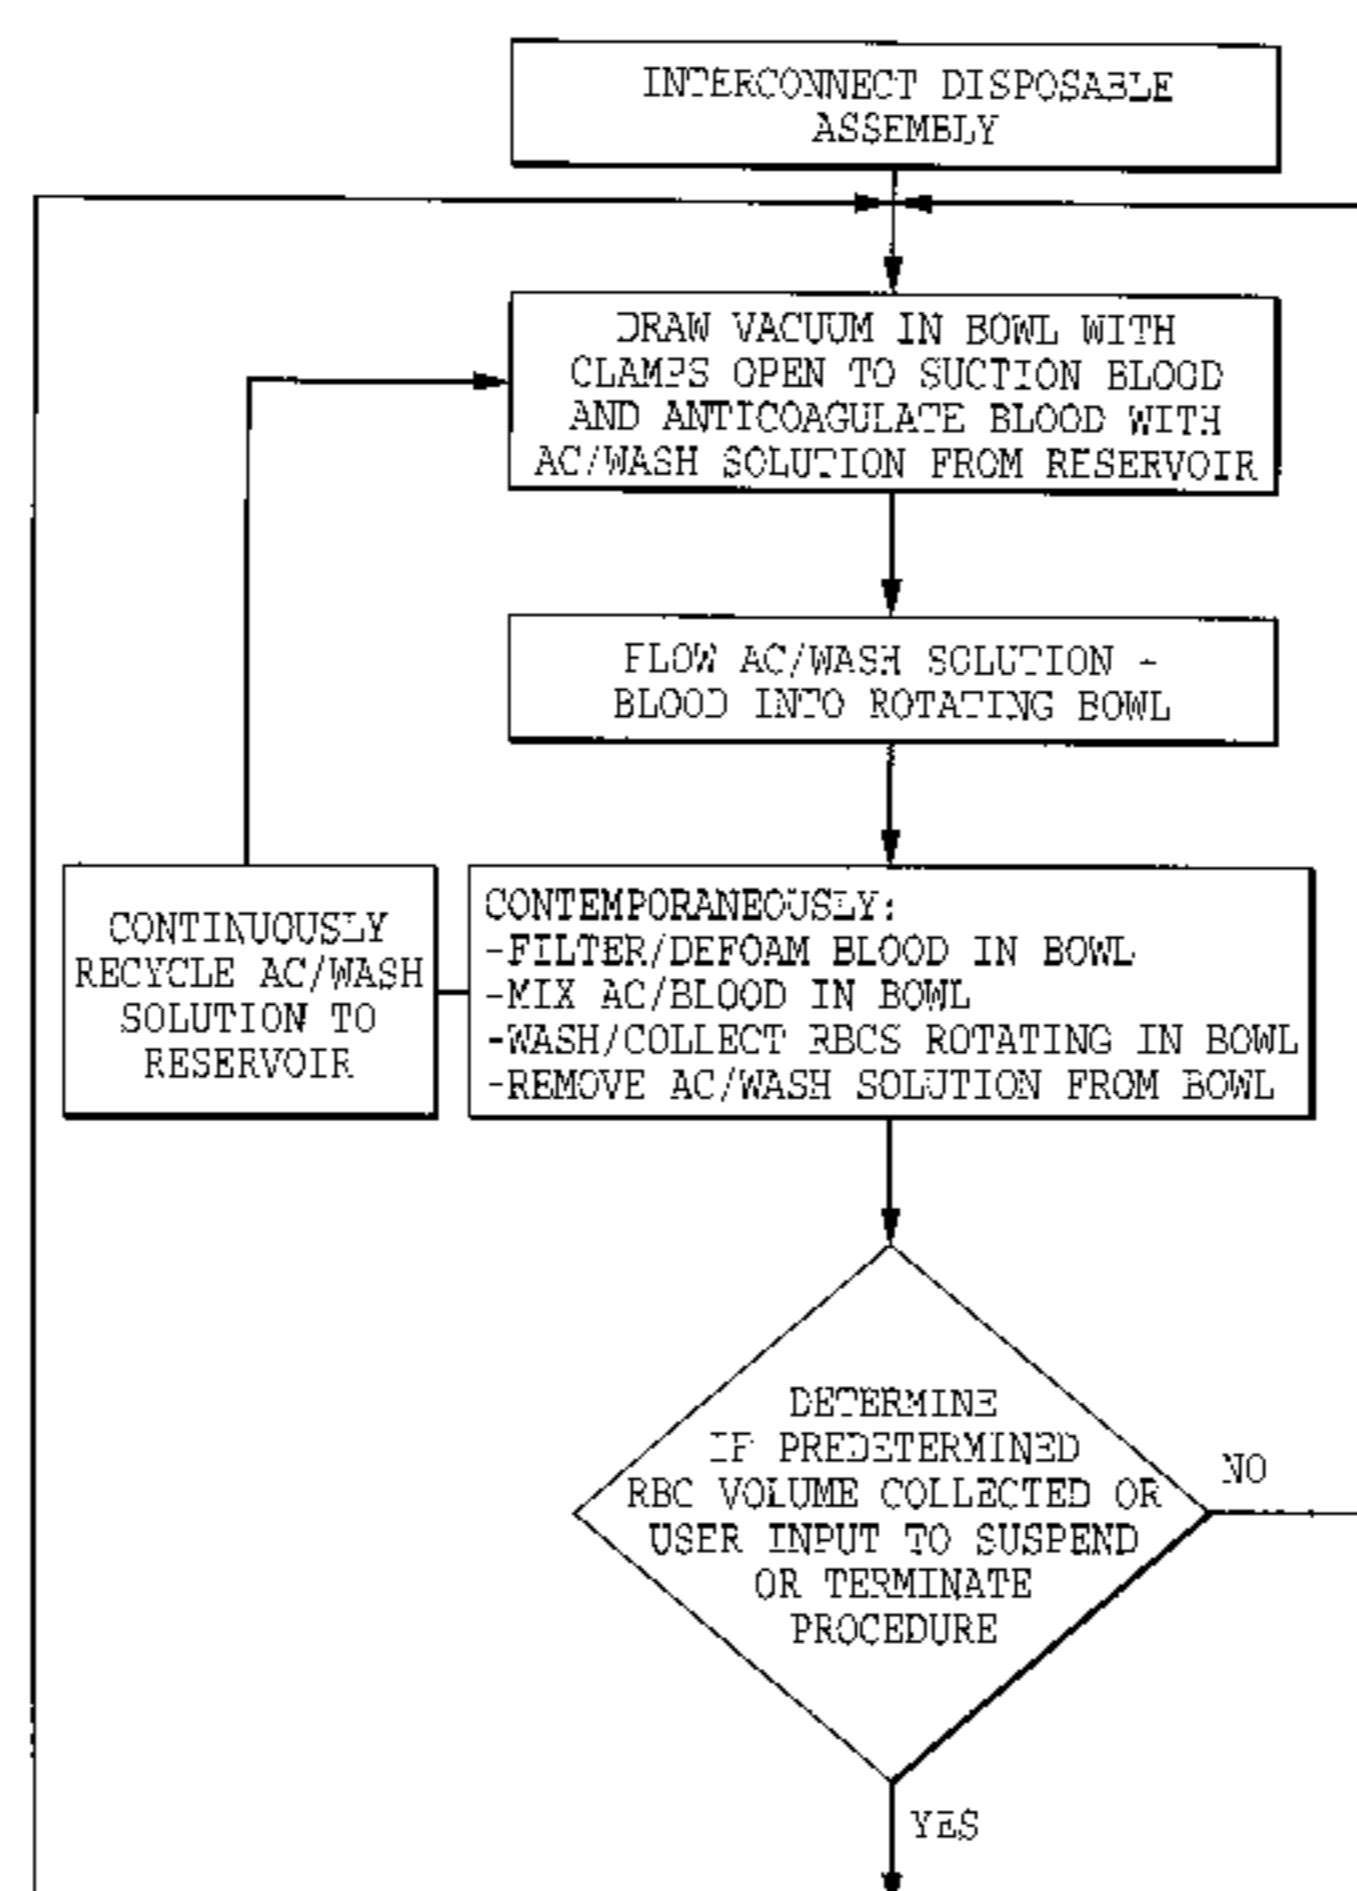 INTERCONNECT DISPOSABLE
ASSEMBLY
DRAW VACUUM IN BOWL WITH
CLAMPS OPEN TO SUCTION BLOOD
AND ANTICOAGULATE BLOOD WITH
AC/WASH SOLUTION FROM RESERVOIR
FLOW AC/WASH SOLUTION -
BLOOD INTO ROTATING BOWL
CONTINUOUSLY
RECYCLE AC/WASH
SOLUTION TO
RESERVOIR
CONTEMPORANEOUSLY:
-FILTER/DEFOAM BLOOD IN BOWL
-MIX AC/BLOOD IN BOWL
-WASH/COLLECT RBCS ROTATING IN BOWL
-REMOVE AC/WASH SOLUTION FROM BOWL
DETERMINE
IF PREDETERMINED
RBC VOLUME COLLECTED OR
USER INPUT TO SUSPEND
OR TERMINATE
PROCEDURE
NO
YES